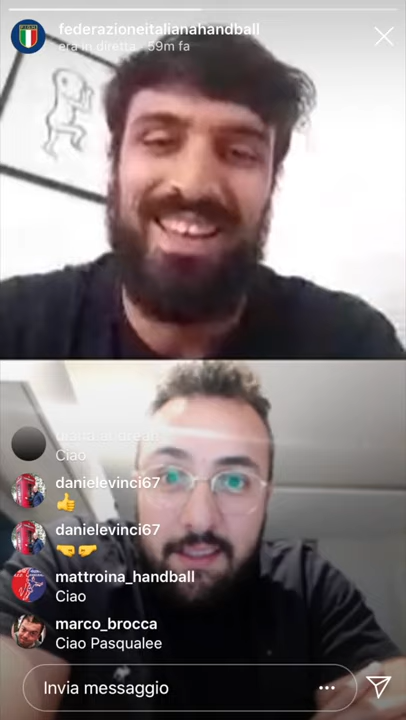 federazioneitalianahandball
era in diretta · 59m fa
Ciao
danielevinci67
👍
danielevinci67
🤜🤛
mattroina_handball
Ciao
marco_brocca
Ciao Pasqualee
Invia messaggio